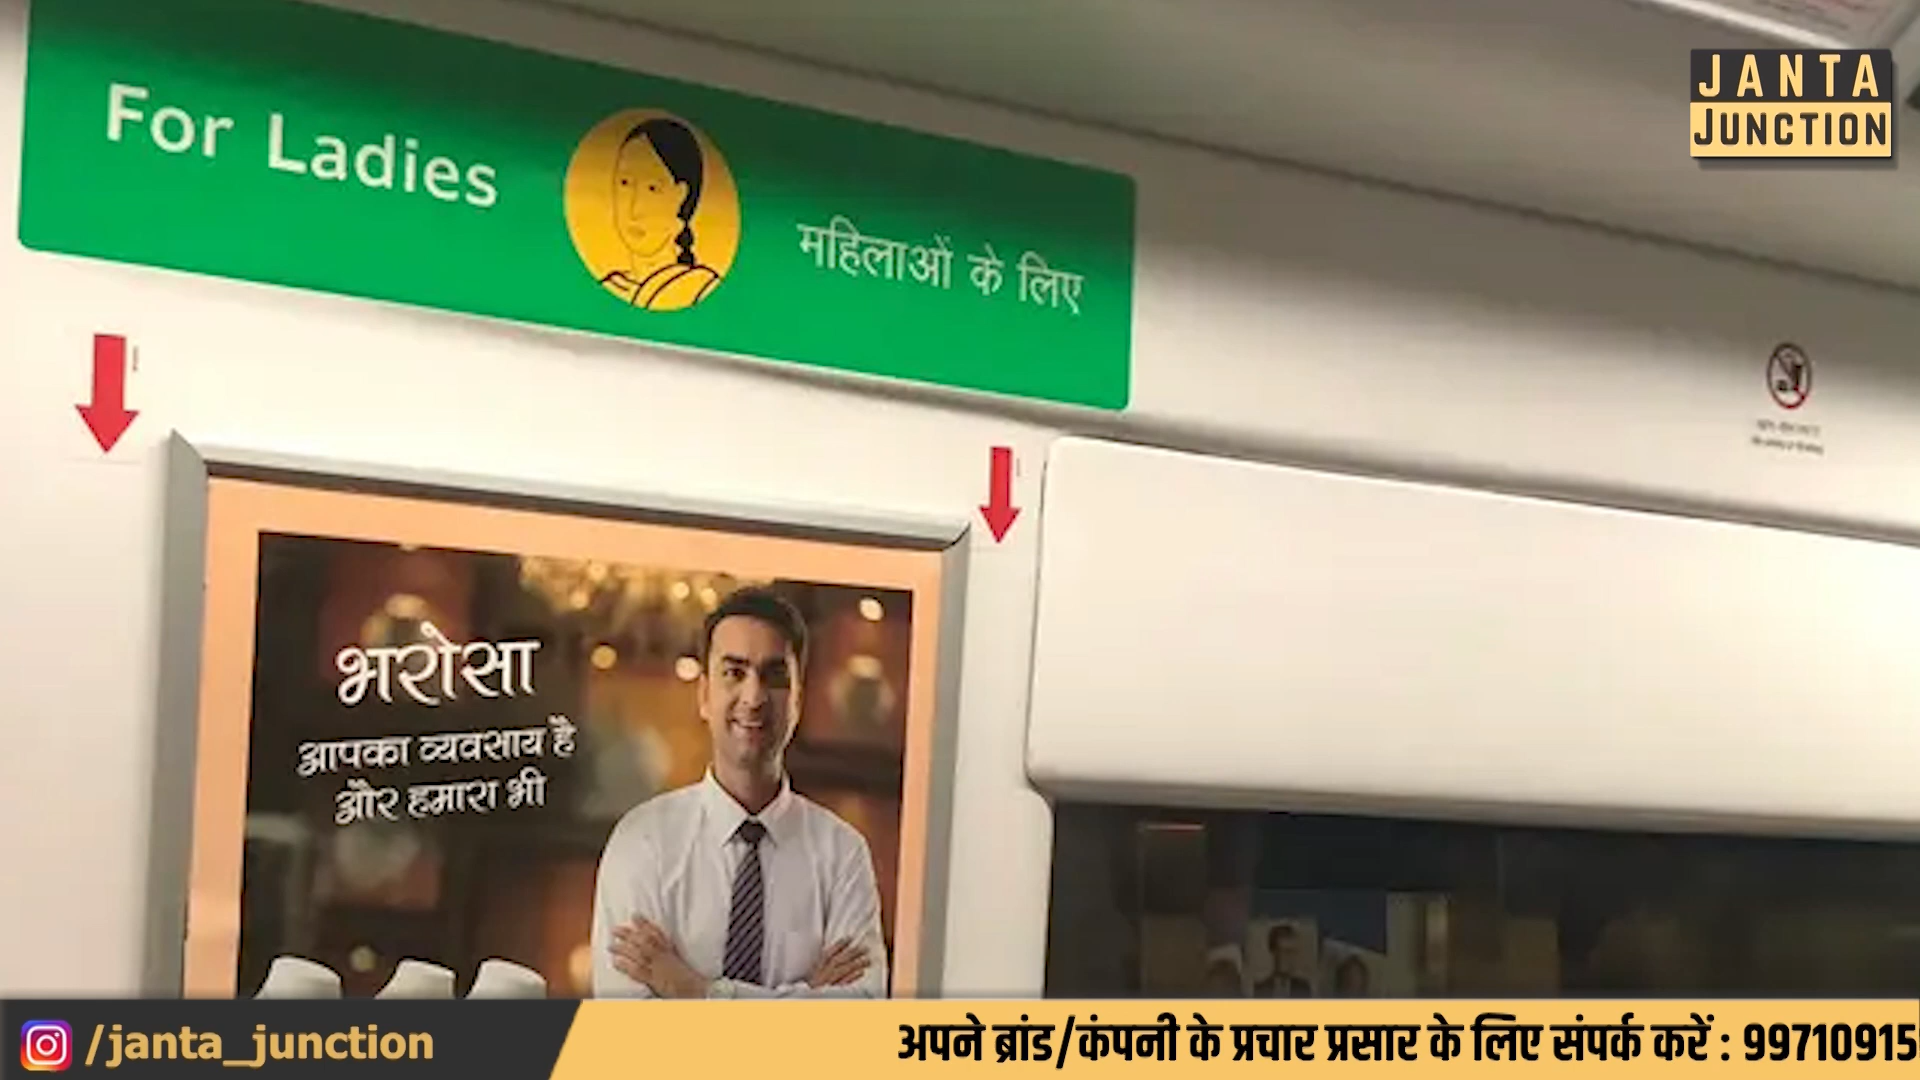 For Ladies
महिलाओं के लिए
JANTA
JUNCTION
भरोसा
आपका व्यवसाय है
और हमारा भी
/janta_junction
अपने ब्रांड/कंपनी के प्रचार प्रसार के लिए संपर्क करें : 99710915